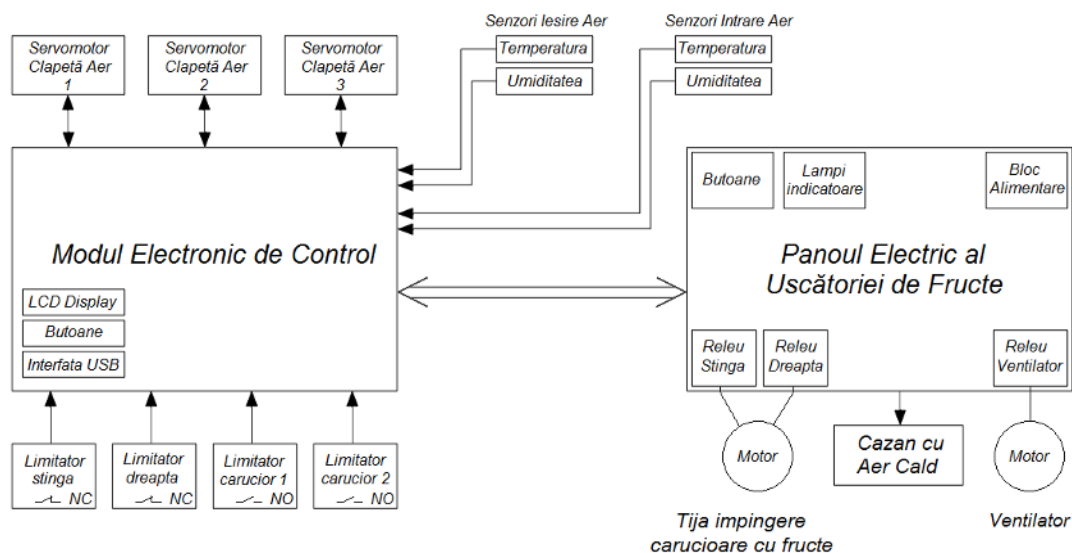 Senzori Iesire Aer
Senzori Intrare Aer
Servomotor
Clapetă Aer
1
Servomotor
Clapetă Aer
2
Servomotor
Clapetă Aer
3
Temperatura
Umiditatea
Temperatura
Umiditatea
Modul Electronic de Control
LCD Display
Butoane
Interfata USB
Butoane
Lampi
indicatoare
Bloc
Alimentare
Panoul Electric al
Uscătoriei de Fructe
Releu
Stinga
Releu
Dreapta
Releu
Ventilator
Limitator
stinga
NC
Limitator
dreapta
NC
Limitator
carucior 1
NO
Limitator
carucior 2
NO
Motor
Cazan cu
Aer Cald
Motor
Tija impingere
carucioare cu fructe
Ventilator